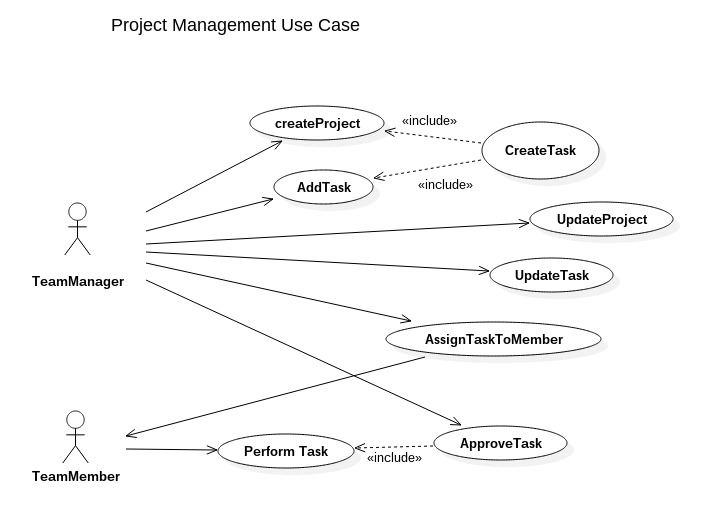 Project Management Use Case
createProject
«include»
CreateTask
AddTask
«include»
UpdateProject
UpdateTask
TeamManager
AssignTaskToMember
ApproveTask
Perform Task
«include»
TeamMember